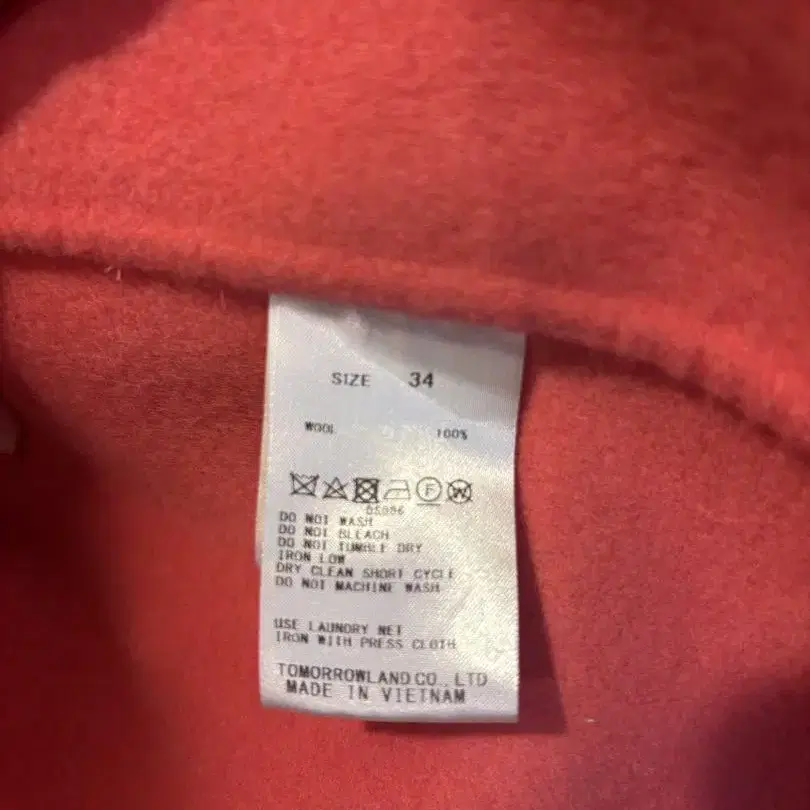 SIZE 34
WOOL 100%
F W
05086
DO NOT WASH
DO NOT BLEACH
DO NOT TUMBLE DRY
IRON LOW
DRY CLEAN SHORT CYCLE
DO NOT MACHINE WASH
USE LAUNDRY NET
IRON WITH PRESS CLOTH
TOMORROWLAND CO., LTD
MADE IN VIETNAM